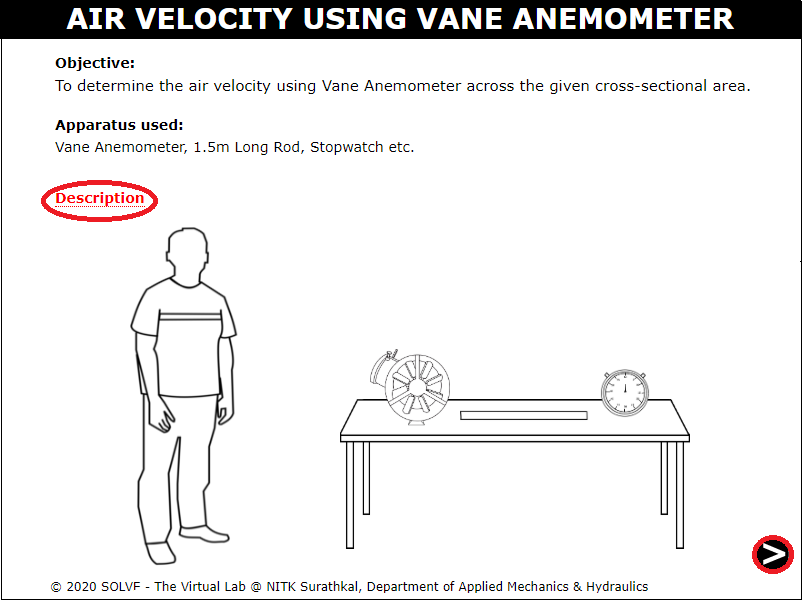 AIR VELOCITY USING VANE ANEMOMETER
Objective:
To determine the air velocity using Vane Anemometer across the given cross-sectional area.
Apparatus used:
Vane Anemometer, 1.5m Long Rod, Stopwatch etc.
Description
>
© 2020 SOLVE - The Virtual Lab @ NITK Surathkal, Department of Applied Mechanics & Hydraulics